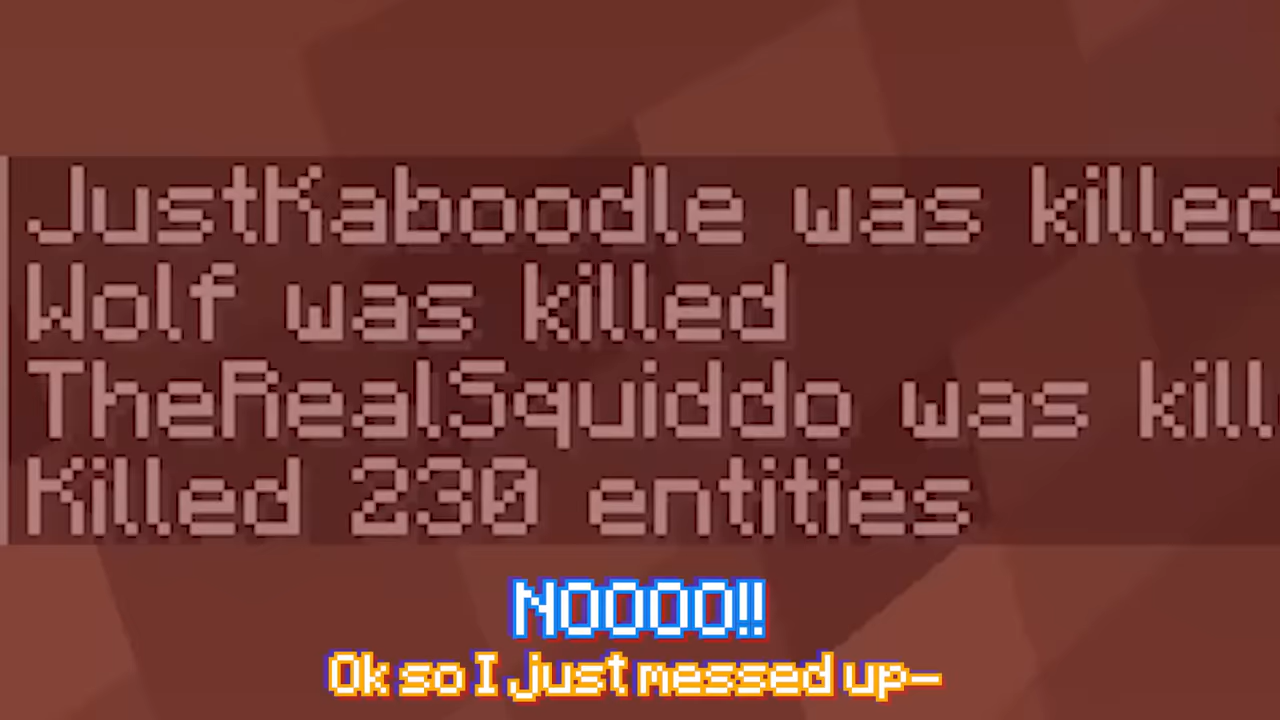 JustKaboodle was killed
Wolf was killed
TheRealSquiddo was kill
Killed 230 entities
NOOOO!!
Ok so I just messed up-